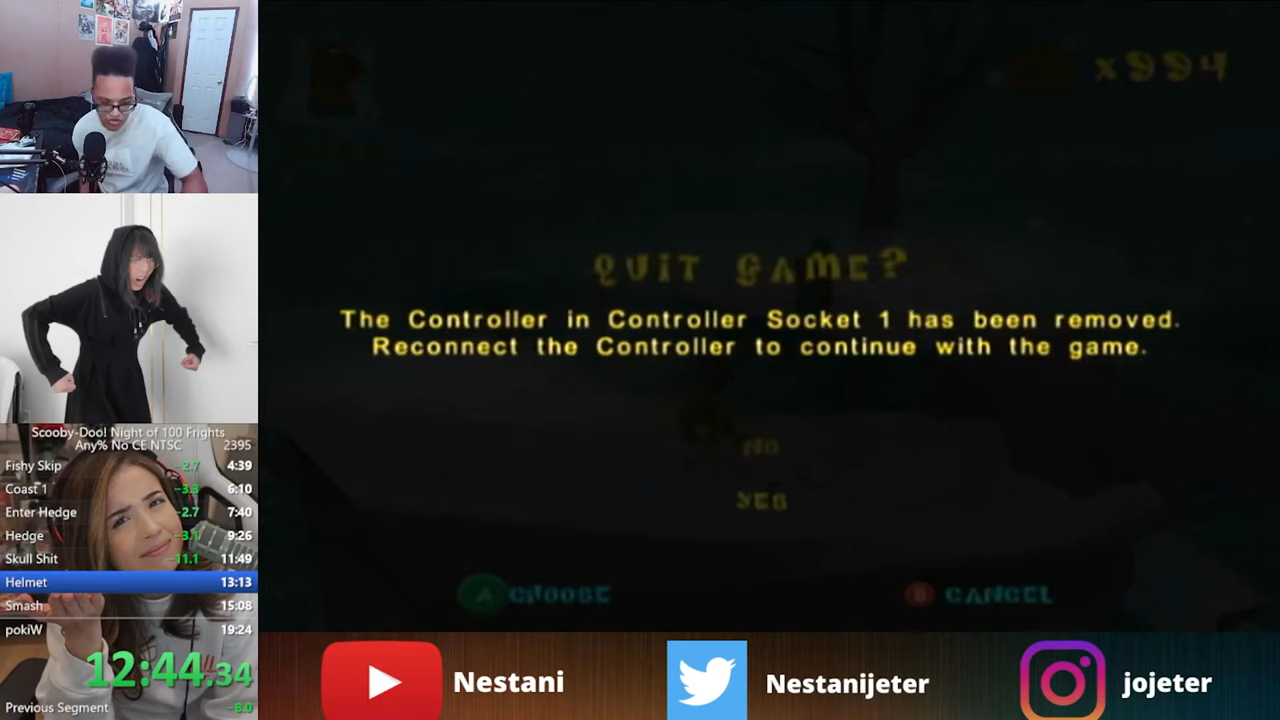 x994
QUIT GAME?
The Controller in Controller Socket 1 has been removed.
Reconnect the Controller to continue with the game.
NO
YES
A CHOOSE
B CANCEL
Scooby-Doo! Night of 100 Frights
Any% No CE NTSC 2395
Fishy Skip -2.7 4:39
Coast 1 -3.3 6:10
Enter Hedge -2.7 7:40
Hedge -3.1 9:26
Skull Shit -11.1 11:49
Helmet 13:13
Smash 15:08
pokiW 19:24
12:44.34
Previous Segment -8.0
Nestani
Nestanijeter
jojeter